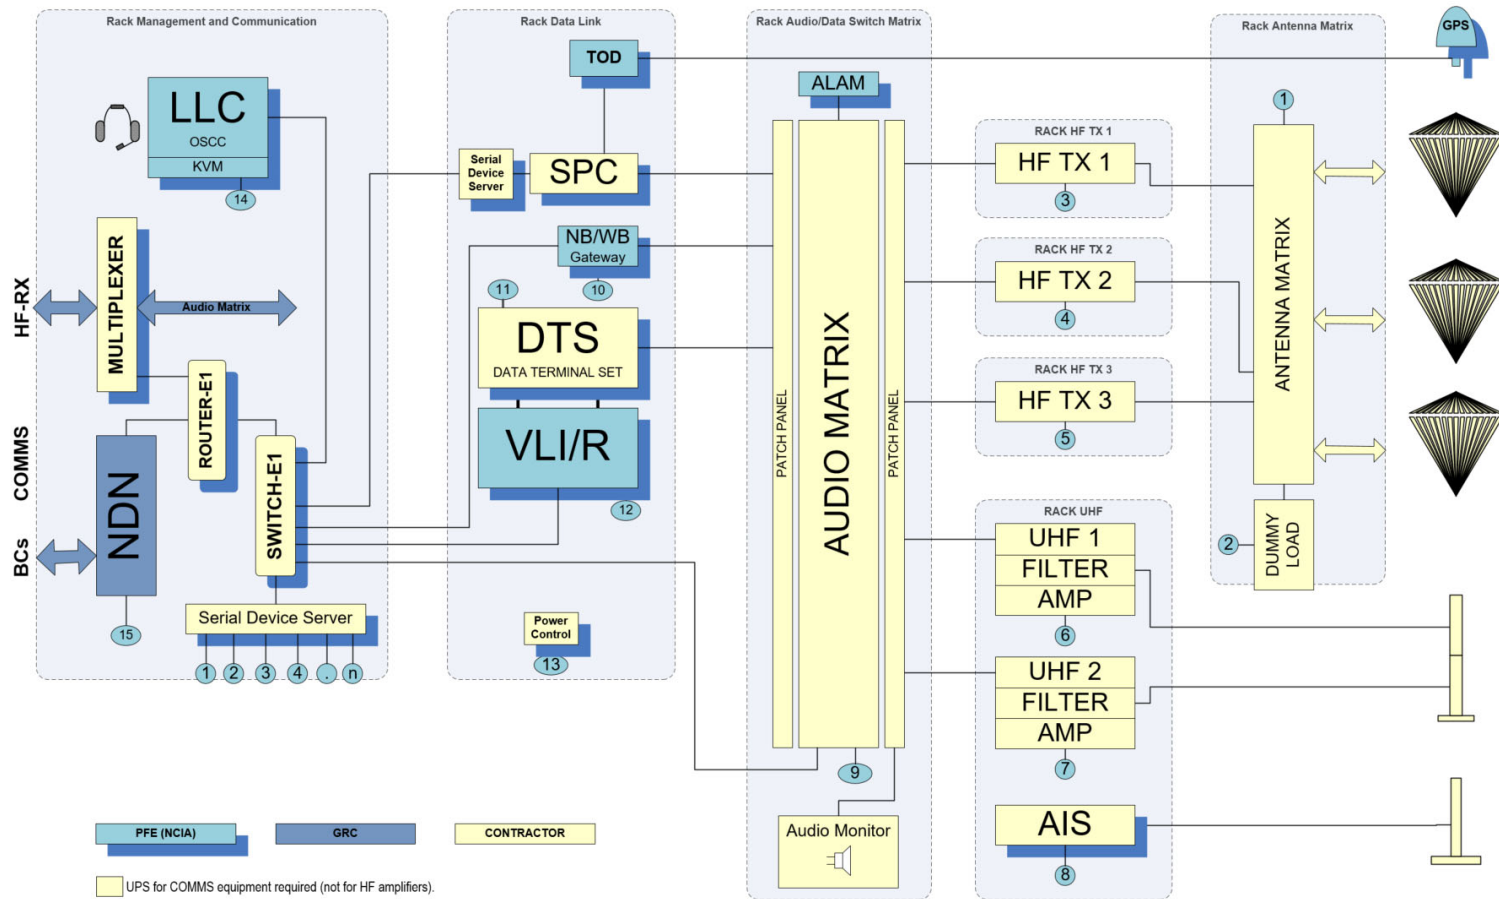 Rack Management and Communication
LLC
OSCC
KVM
14
HF-RX
MULTIPLEXER
Audio Matrix
ROUTER-E1
COMMS
BCs
NDN
15
SWITCH-E1
Serial Device Server
1
2
3
4
.
n
Rack Data Link
TOD
Serial
Device
Server
SPC
NB/WB
Gateway
10
11
DTS
DATA TERMINAL SET
VLI/R
12
Power
Control
13
Rack Audio/Data Switch Matrix
ALAM
PATCH PANEL
AUDIO MATRIX
PATCH PANEL
9
Audio Monitor
RACK HF TX 1
HF TX 1
3
RACK HF TX 2
HF TX 2
4
RACK HF TX 3
HF TX 3
5
RACK UHF
UHF 1
FILTER
AMP
6
UHF 2
FILTER
AMP
7
AIS
8
Rack Antenna Matrix
1
ANTENNA MATRIX
2
DUMMY
LOAD
GPS
PFE (NCIA)
GRC
CONTRACTOR
UPS for COMMS equipment required (not for HF amplifiers).